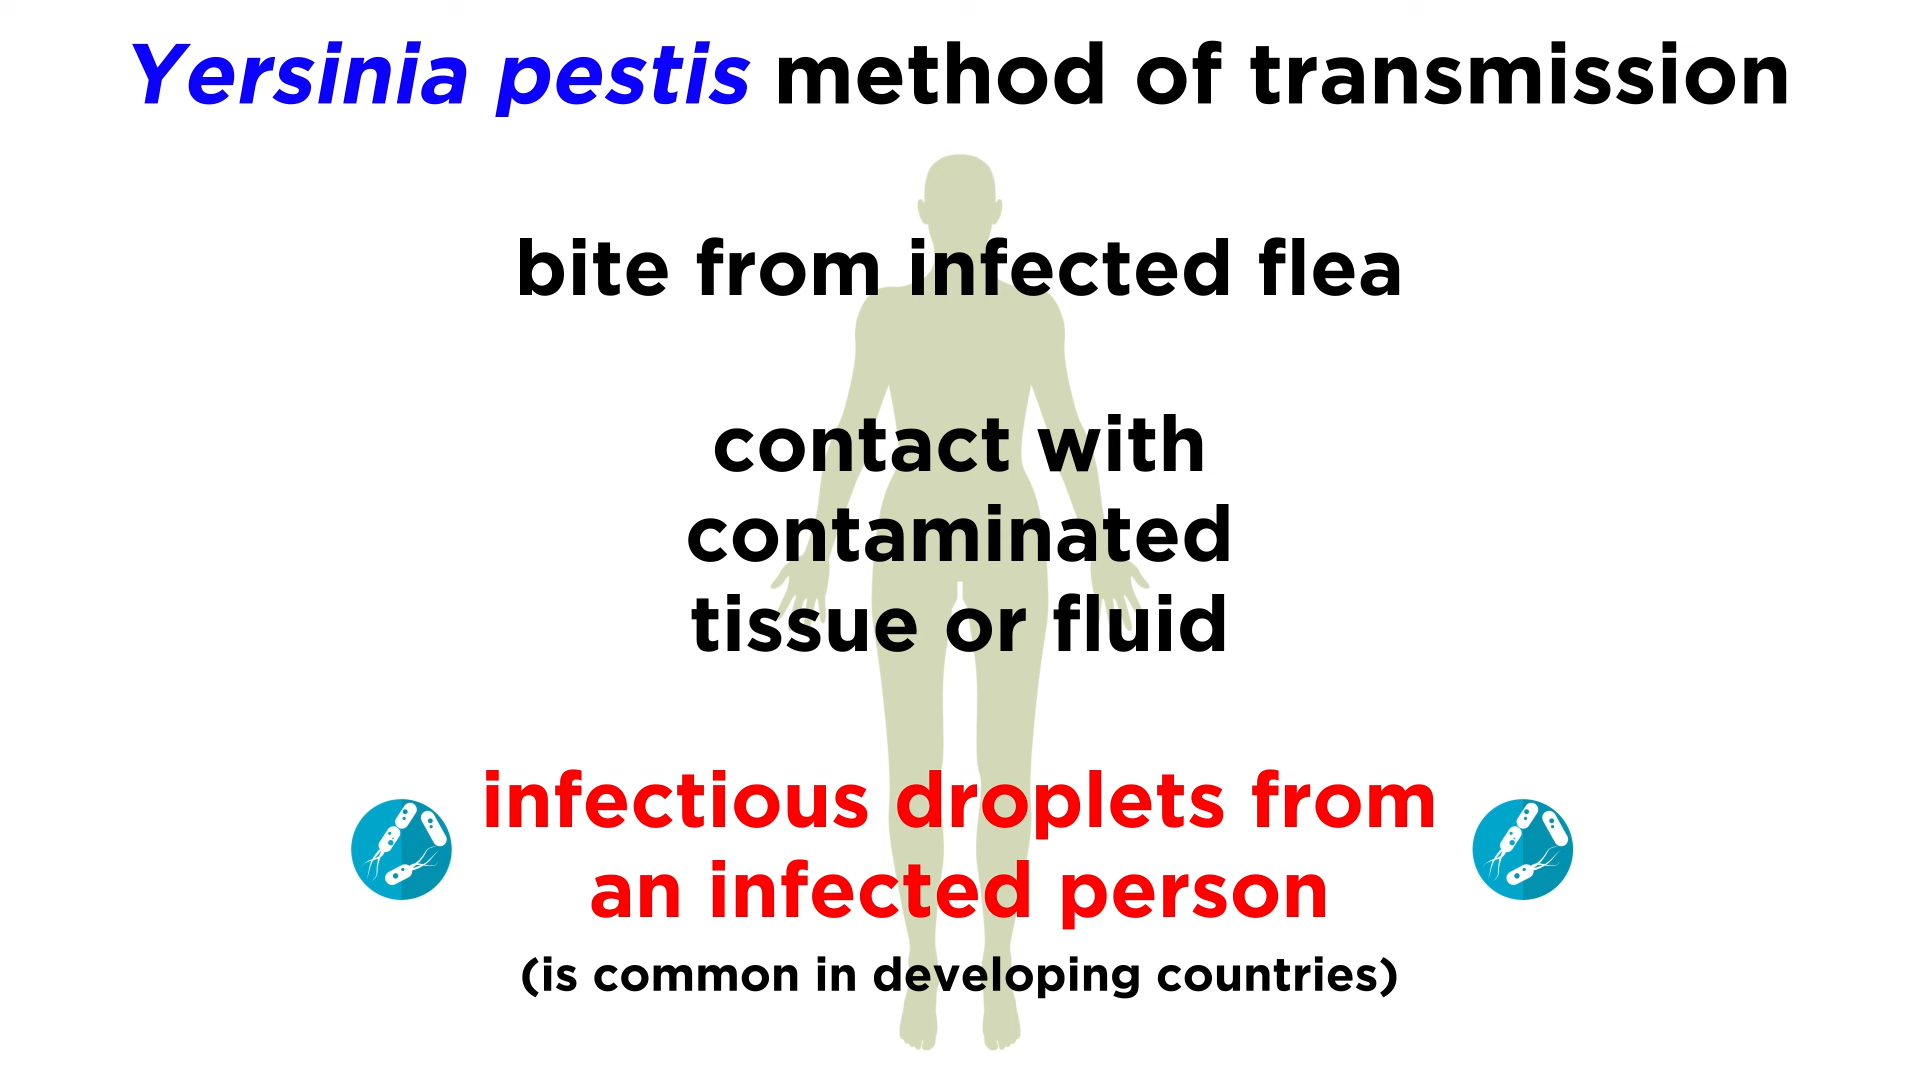 Yersinia pestis method of transmission
bite from infected flea
contact with
contaminated
tissue or fluid
infectious droplets from
an infected person
(is common in developing countries)